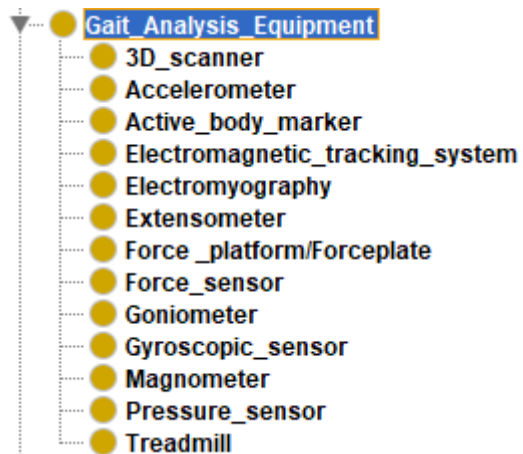 Gait_Analysis_Equipment
3D_scanner
Accelerometer
Active_body_marker
Electromagnetic_tracking_system
Electromyography
Extensometer
Force _platform/Forceplate
Force_sensor
Goniometer
Gyroscopic_sensor
Magnometer
Pressure_sensor
Treadmill